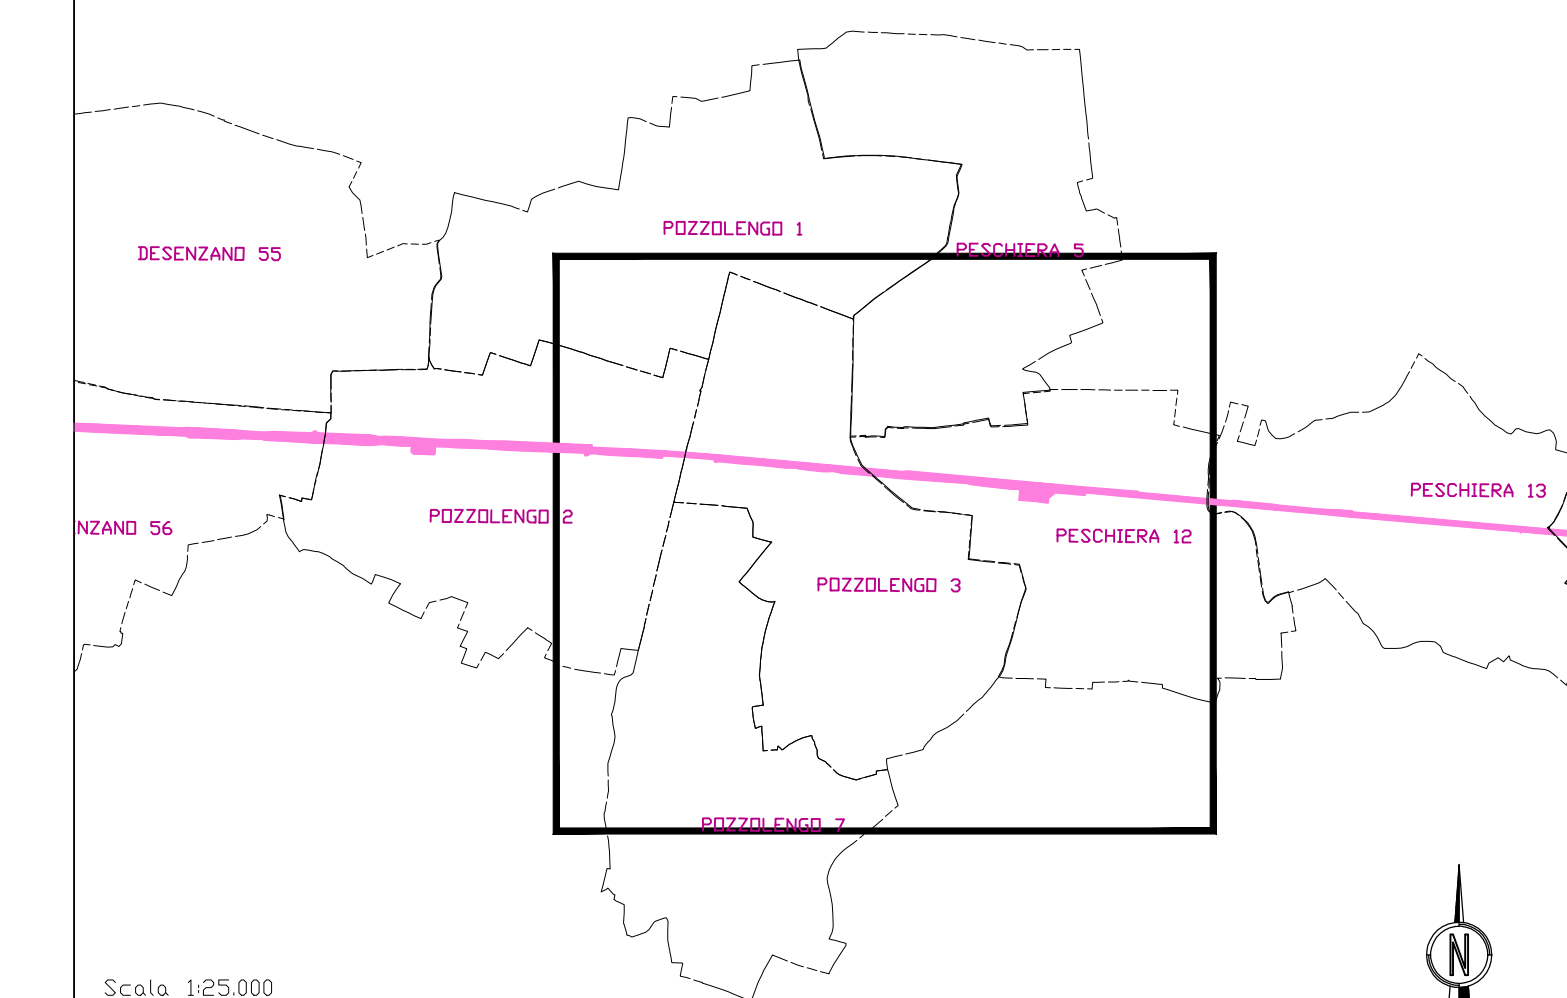 POZZOLENGO 1
DESENZANO 55
PESCHIERA 5
PESCHIERA 13
POZZOLENGO 2
NZANO 56
PESCHIERA 12
POZZOLENGO 3
POZZOLENGO 7
N
Scala 1:25.000